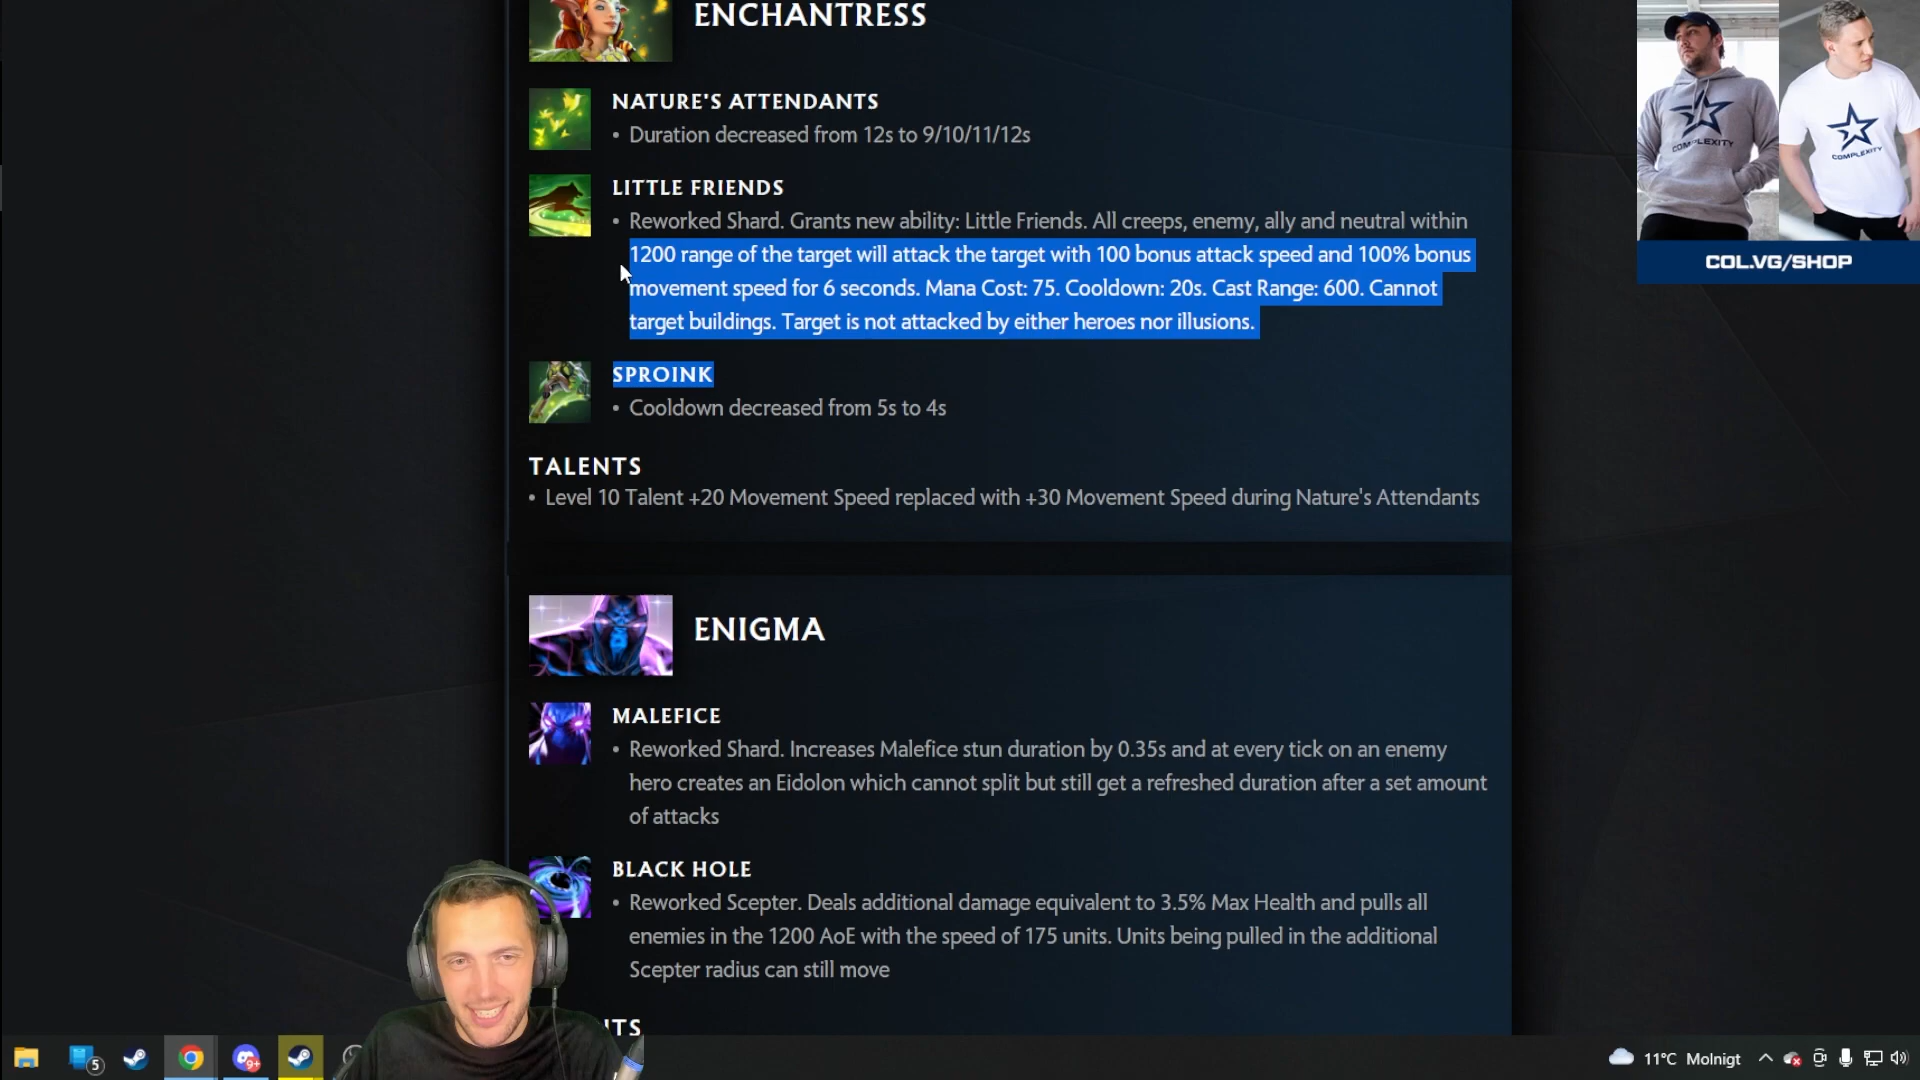 ENCHANTRESS
NATURE'S ATTENDANTS
• Duration decreased from 12s to 9/10/11/12s
LITTLE FRIENDS
• Reworked Shard. Grants new ability: Little Friends. All creeps, enemy, ally and neutral within
1200 range of the target will attack the target with 100 bonus attack speed and 100% bonus
movement speed for 6 seconds. Mana Cost: 75. Cooldown: 20s. Cast Range: 600. Cannot
target buildings. Target is not attacked by either heroes nor illusions.
SPROINK
• Cooldown decreased from 5s to 4s
TALENTS
• Level 10 Talent +20 Movement Speed replaced with +30 Movement Speed during Nature's Attendants
ENIGMA
MALEFICE
• Reworked Shard. Increases Malefice stun duration by 0.35s and at every tick on an enemy
hero creates an Eidolon which cannot split but still get a refreshed duration after a set amount
of attacks
BLACK HOLE
• Reworked Scepter. Deals additional damage equivalent to 3.5% Max Health and pulls all
enemies in the 1200 AoE with the speed of 175 units. Units being pulled in the additional
Scepter radius can still move
COMPLEXITY
COMPLEXITY
COL.VG/SHOP
5
9+
11°C Molnigt